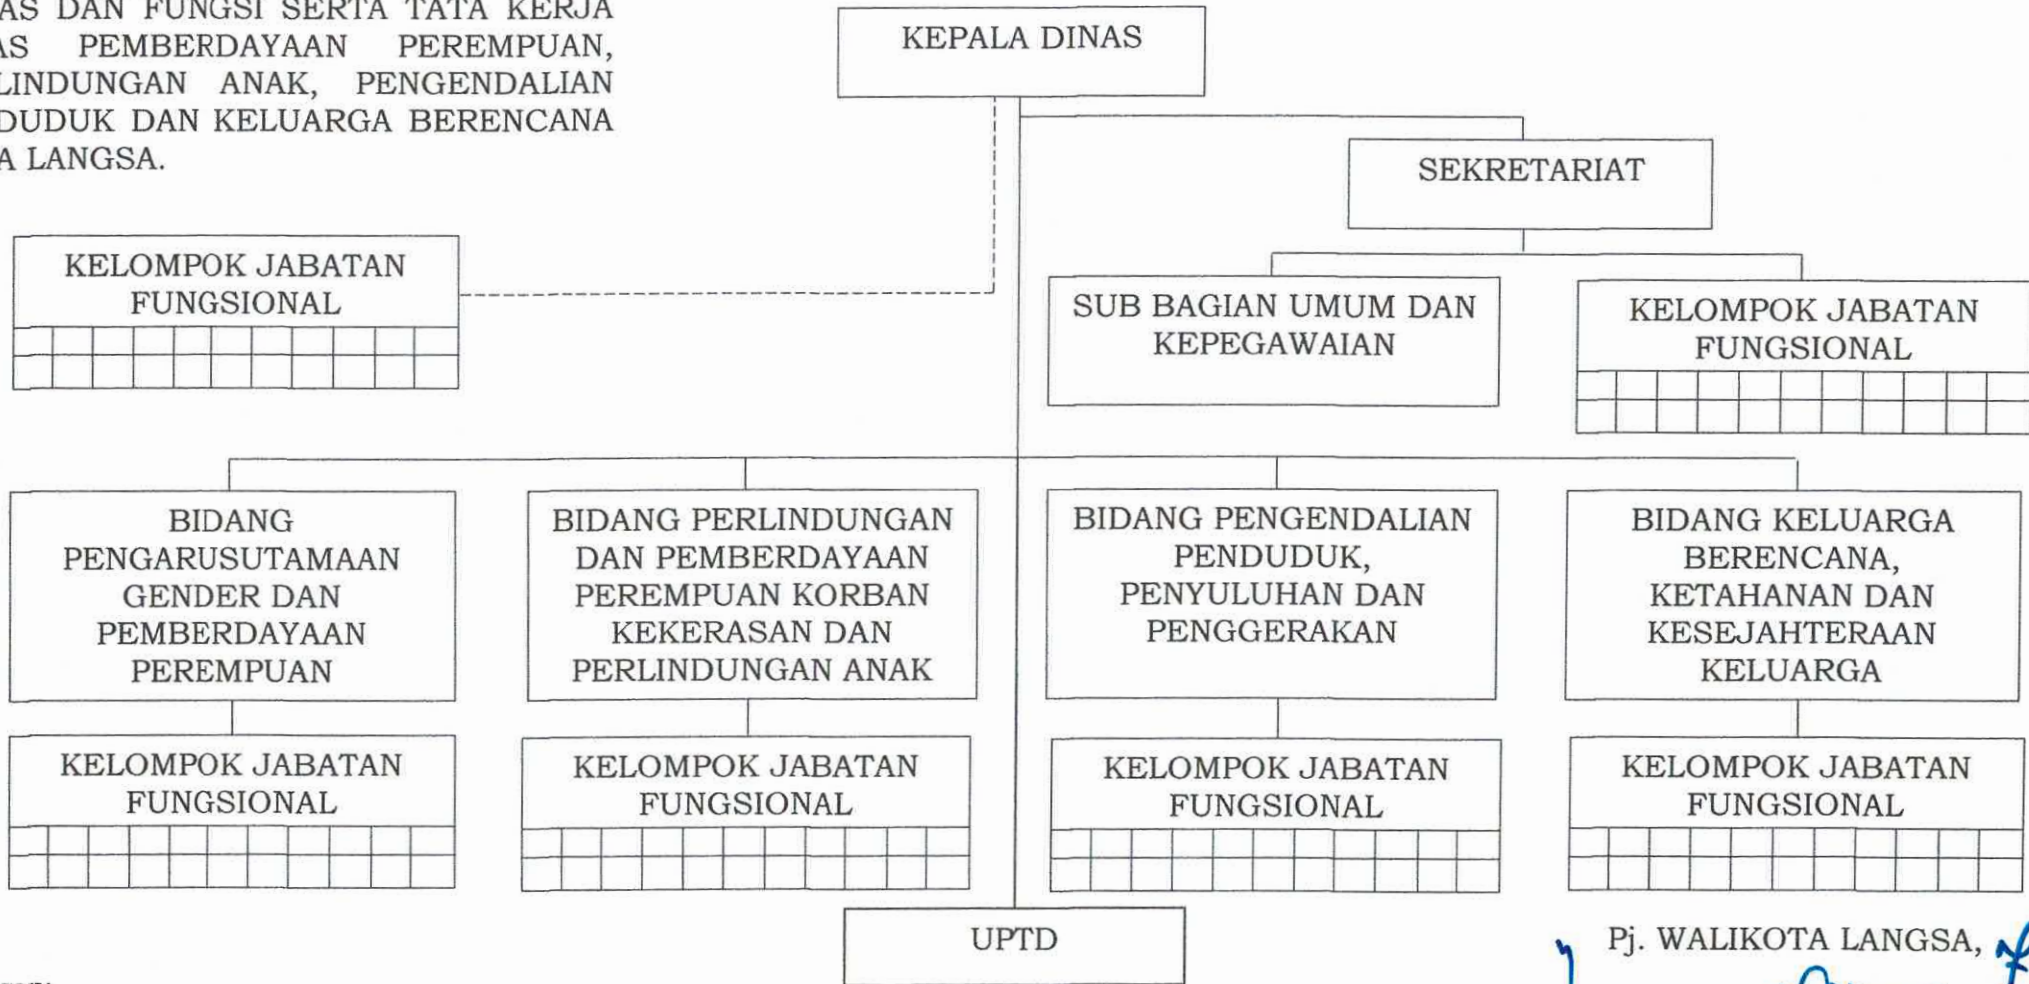 AS DAN FUNGSI SERTA TATA KERJA
AS PEMBERDAYAAN PEREMPUAN,
LINDUNGAN ANAK, PENGENDALIAN
DUDUK DAN KELUARGA BERENCANA
A LANGSA.
KEPALA DINAS
SEKRETARIAT
KELOMPOK JABATAN
FUNGSIONAL
SUB BAGIAN UMUM DAN
KEPEGAWAIAN
KELOMPOK JABATAN
FUNGSIONAL
BIDANG
PENGARUSUTAMAAN
GENDER DAN
PEMBERDAYAAN
PEREMPUAN
BIDANG PERLINDUNGAN
DAN PEMBERDAYAAN
PEREMPUAN KORBAN
KEKERASAN DAN
PERLINDUNGAN ANAK
BIDANG PENGENDALIAN
PENDUDUK,
PENYULUHAN DAN
PENGGERAKAN
BIDANG KELUARGA
BERENCANA,
KETAHANAN DAN
KESEJAHTERAAN
KELUARGA
KELOMPOK JABATAN
FUNGSIONAL
KELOMPOK JABATAN
FUNGSIONAL
KELOMPOK JABATAN
FUNGSIONAL
KELOMPOK JABATAN
FUNGSIONAL
UPTD
Pj. WALIKOTA LANGSA,